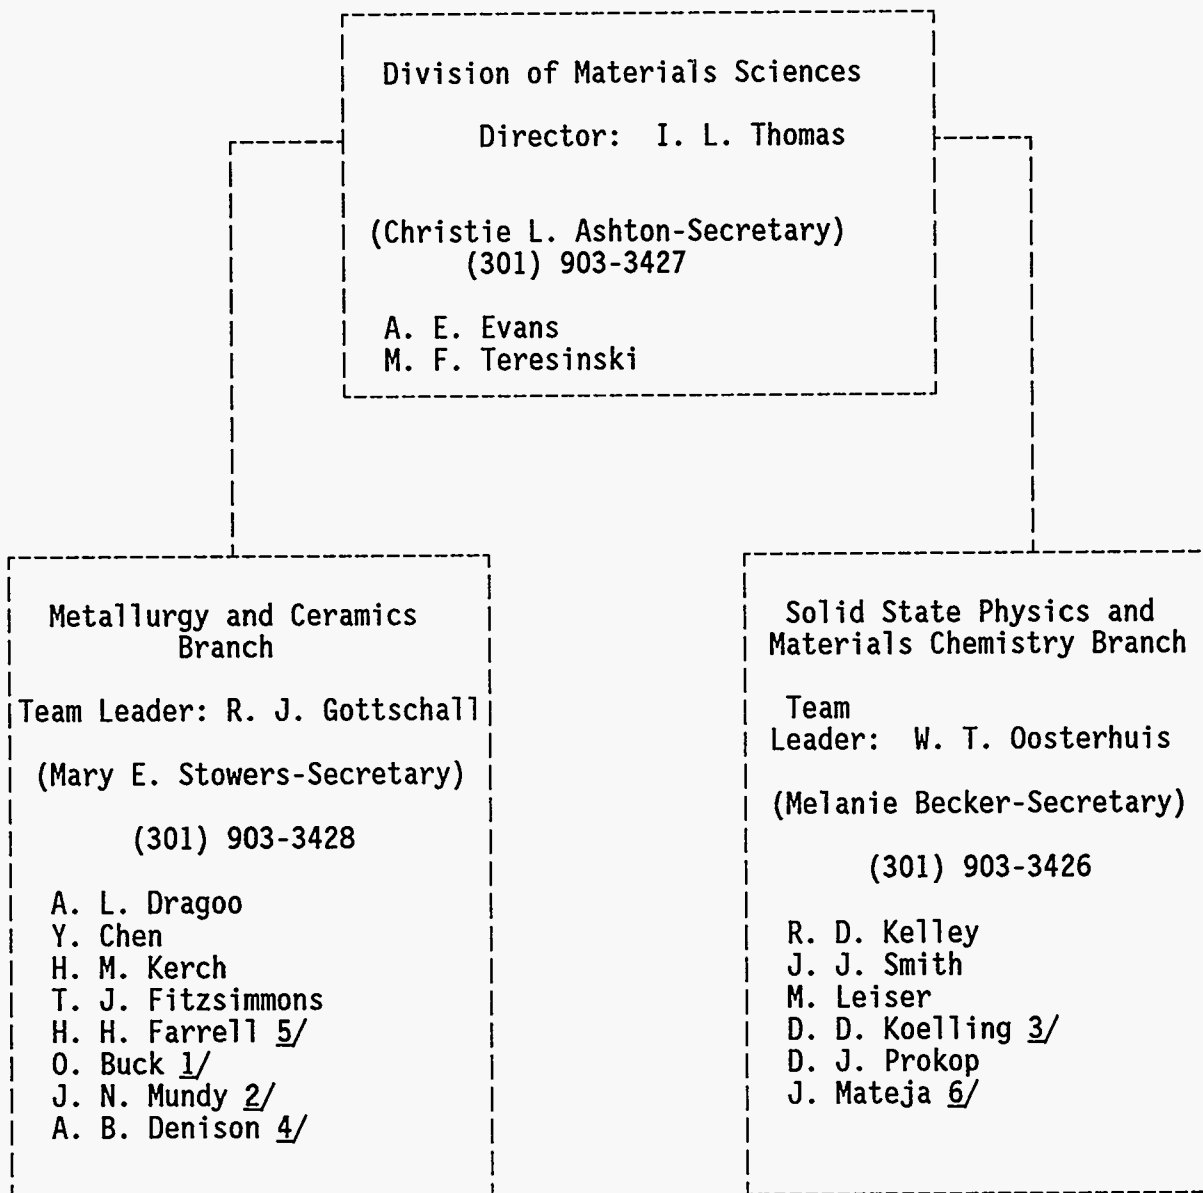 Division of Materials Sciences
Director: I. L. Thomas
(Christie L. Ashton-Secretary)
(301) 903-3427
A. E. Evans
M. F. Teresinski
Metallurgy and Ceramics
Branch
Team Leader: R. J. Gottschall
(Mary E. Stowers-Secretary)
(301) 903-3428
A. L. Dragoo
Y. Chen
H. M. Kerch
T. J. Fitzsimmons
H. H. Farrell 5/
O. Buck 1/
J. N. Mundy 2/
A. B. Denison 4/
Solid State Physics and
Materials Chemistry Branch
Team
Leader: W. T. Oosterhuis
(Melanie Becker-Secretary)
(301) 903-3426
R. D. Kelley
J. J. Smith
M. Leiser
D. D. Koelling 3/
D. J. Prokop
J. Mateja 6/